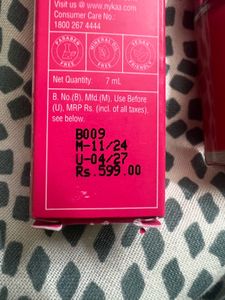 Visit us @ www.nykaa.com
Consumer Care No.:
1800 267 4444
PARABEN
FREE
MINERAL OIL
FREE
VEGAN
FRIENDLY
Net Quantity: 7 mL
B. No.(B), Mfd.(M), Use Before
(U), MRP Rs. (incl. of all taxes),
see below.
B009
M-11/24
U-04/27
Rs.599.00